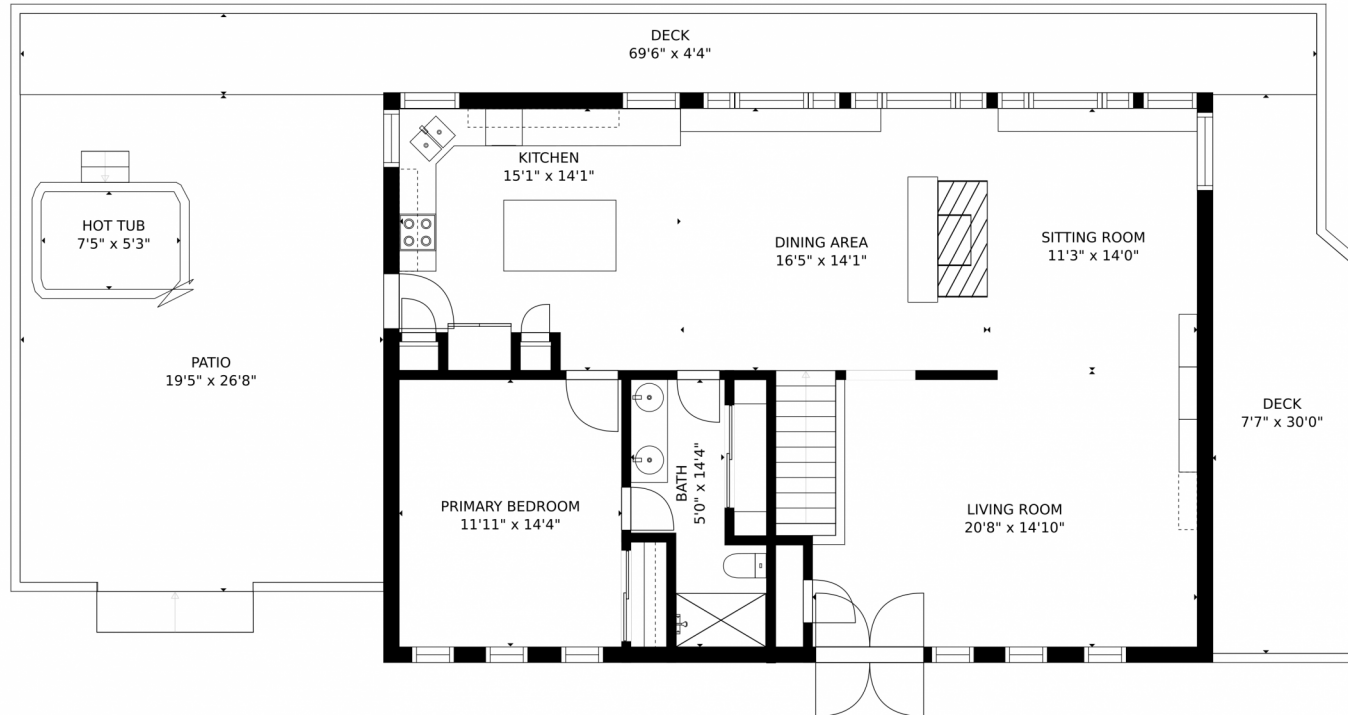 DECK
69'6" x 4'4"
KITCHEN
15'1" x 14'1"
HOT TUB
7'5" x 5'3"
DINING AREA
16'5" x 14'1"
SITTING ROOM
11'3" x 14'0"
PATIO
19'5" x 26'8"
DECK
7'7" x 30'0"
PRIMARY BEDROOM
11'11" x 14'4"
BATH
5'0" x 14'4"
LIVING ROOM
20'8" x 14'10"